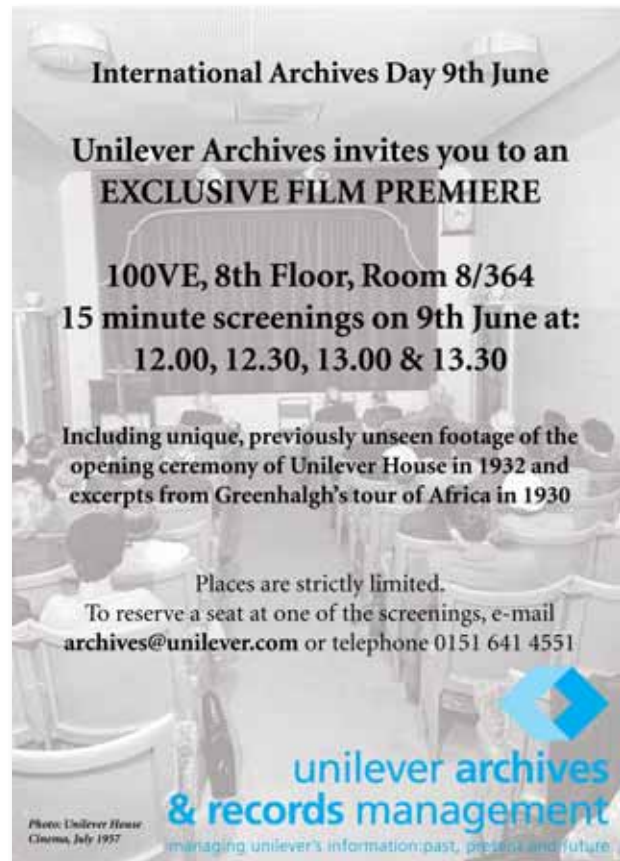 International Archives Day 9th June
Unilever Archives invites you to an
EXCLUSIVE FILM PREMIERE
100VE, 8th Floor, Room 8/364
15 minute screenings on 9th June at:
12.00, 12.30, 13.00 & 13.30
Including unique, previously unseen footage of the
opening ceremony of Unilever House in 1932 and
excerpts from Greenhalgh's tour of Africa in 1930
Places are strictly limited.
To reserve a seat at one of the screenings, e-mail
archives@unilever.com or telephone 0151 641 4551
unilever archives
& records management
managing unilever's information:past, present and future
Photo: Unilever House
Cinema, July 1957